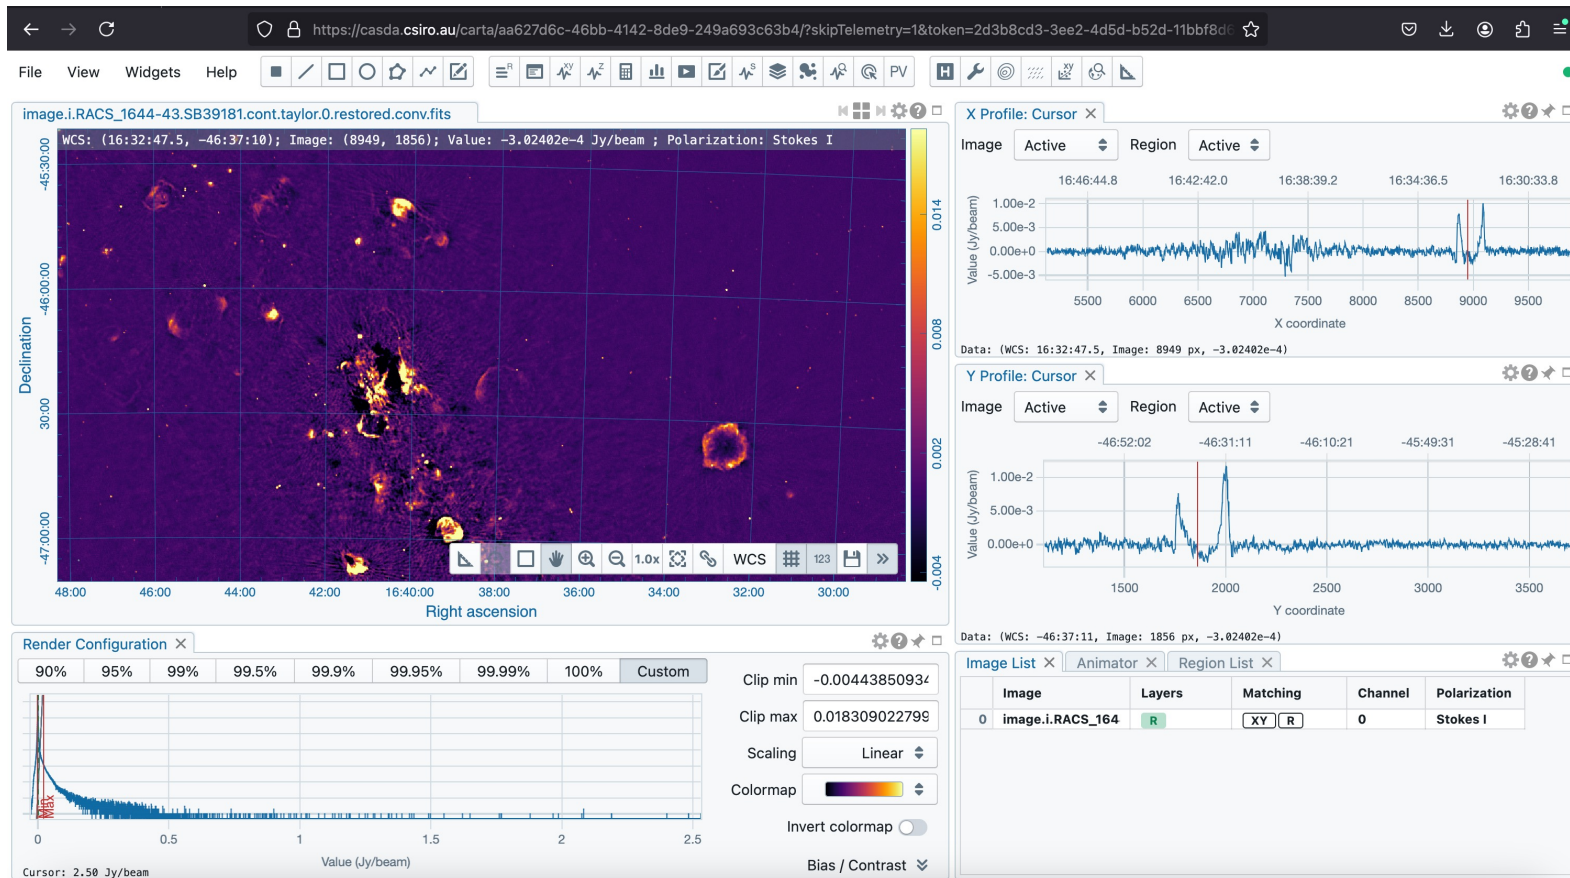 https://casda.csiro.au/carta/aa627d6c-46bb-4142-8de9-249a693c63b4/?skipTelemetry=1&token=2d3b8cd3-3ee2-4d5d-b52d-11bbf8d6
File View Widgets Help
PV
image.i.RACS_1644-43.SB39181.cont.taylor.0.restored.conv.fits
WCS: (16:32:47.5, -46:37:10); Image: (8949, 1856); Value: -3.02402e-4 Jy/beam ; Polarization: Stokes I
Declination
-45:30:00
-46:00:00
30:00
-47:00:00
0.014
0.008
0.002
-0.004
1.0x WCS 123
48:00 46:00 44:00 42:00 16:40:00 38:00 36:00 34:00 32:00 30:00
Right ascension
Render Configuration
90% 95% 99% 99.5% 99.9% 99.95% 99.99% 100% Custom
Clip min -0.00443850934
Clip max 0.018309022799
Scaling Linear
Colormap
Invert colormap
Bias / Contrast
Max
0 0.5 1 1.5 2 2.5
Value (Jy/beam)
Cursor: 2.50 Jy/beam
X Profile: Cursor
Image Active Region Active
16:46:44.8 16:42:42.0 16:38:39.2 16:34:36.5 16:30:33.8
Value (Jy/beam)
1.00e-2
5.00e-3
0.00e+0
-5.00e-3
5500 6000 6500 7000 7500 8000 8500 9000 9500
X coordinate
Data: (WCS: 16:32:47.5, Image: 8949 px, -3.02402e-4)
Y Profile: Cursor
Image Active Region Active
-46:52:02 -46:31:11 -46:10:21 -45:49:31 -45:28:41
Value (Jy/beam)
1.00e-2
5.00e-3
0.00e+0
1500 2000 2500 3000 3500
Y coordinate
Data: (WCS: -46:37:11, Image: 1856 px, -3.02402e-4)
Image List Animator Region List
Image Layers Matching Channel Polarization
0 image.i.RACS_164 R XY R 0 Stokes I